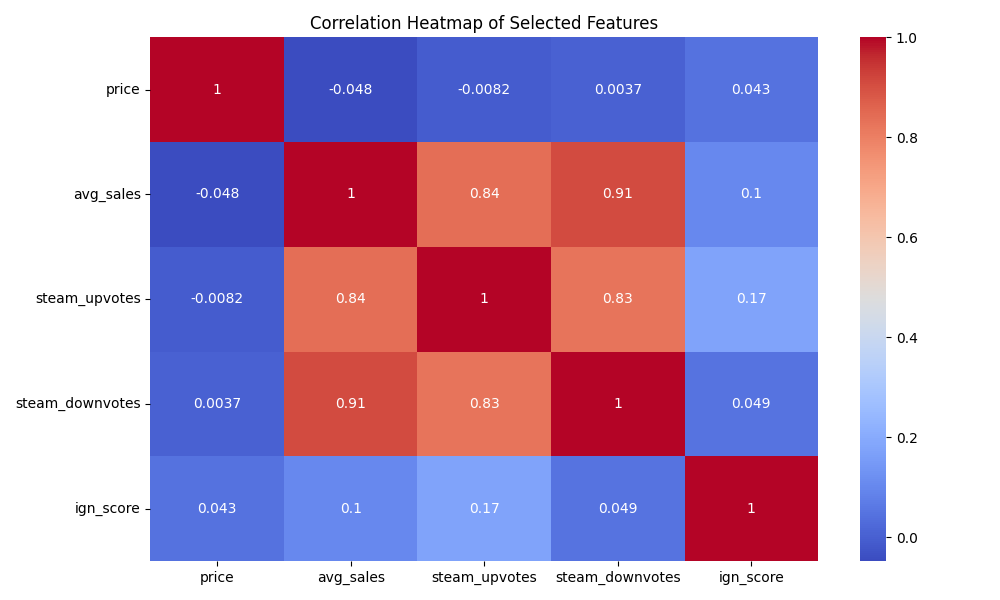 Correlation Heatmap of Selected Features
price 1 -0.048 -0.0082 0.0037 0.043
avg_sales -0.048 1 0.84 0.91 0.1
steam_upvotes -0.0082 0.84 1 0.83 0.17
steam_downvotes 0.0037 0.91 0.83 1 0.049
ign_score 0.043 0.1 0.17 0.049 1
price avg_sales steam_upvotes steam_downvotes ign_score
1.0
0.8
0.6
0.4
0.2
0.0